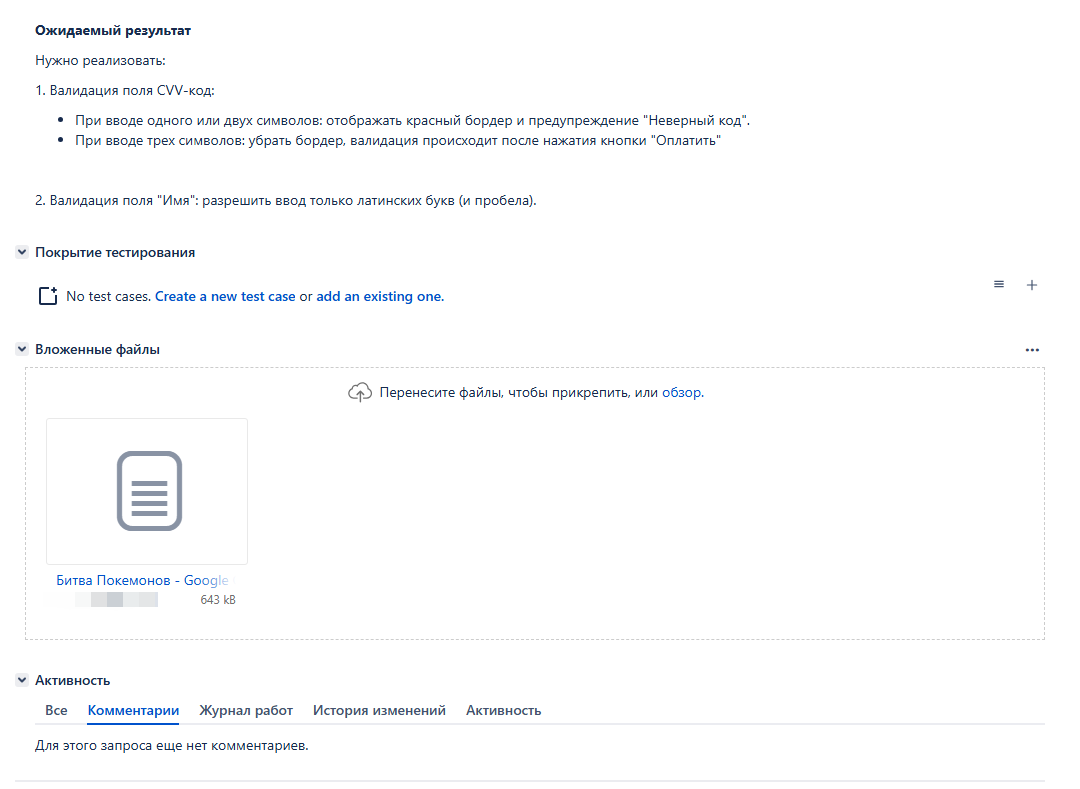 Ожидаемый результат
Нужно реализовать:
1. Валидация поля CVV-код:
При вводе одного или двух символов: отображать красный бордер и предупреждение "Неверный код".
При вводе трех символов: убрать бордер, валидация происходит после нажатия кнопки "Оплатить"
2. Валидация поля "Имя": разрешить ввод только латинских букв (и пробела).
Покрытие тестирования
No test cases. Create a new test case or add an existing one.
Вложенные файлы
Перенесите файлы, чтобы прикрепить, или обзор.
Битва Покемонов - Google
643 kB
Активность
Все Комментарии Журнал работ История изменений Активность
Для этого запроса еще нет комментариев.